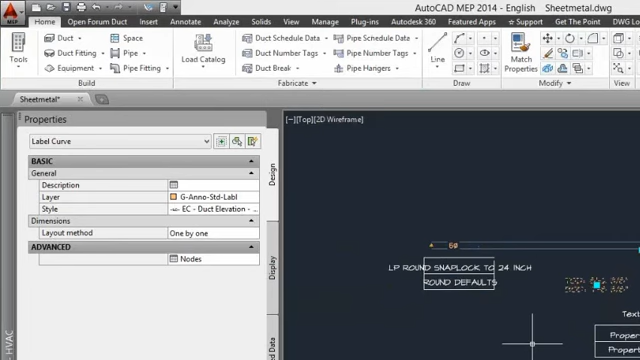 AutoCAD MEP 2014 - English Sheetmetal.dwg
MEP
Home Open Forum Duct Insert Annotate Analyze View Manage Plug-ins Autodesk 360 Featured Apps Support Get The Point DWG Lo
Tools
Duct
Duct Fitting
Equipment
Space
Pipe
Pipe Fitting
Load Catalog
Duct Schedule Data
Duct Number Tags
Duct Break
Pipe Schedule Data
Pipe Number Tags
Pipe Hangers
Line
Match Properties
Build
Fabricate
Draw
Modify
Sheetmetal*
Properties
Label Curve
BASIC
General
Description
Layer G-Anno-Std-Labl
Style EC - Duct Elevation - ...
Dimensions
Layout method One by one
ADVANCED
Nodes
Design
Display
ed Data
HVAC
[−][Top][2D Wireframe]
LP ROUND SNAPLOCK TO 24 INCH
ROUND DEFAULTS
Text
Proper
Propert